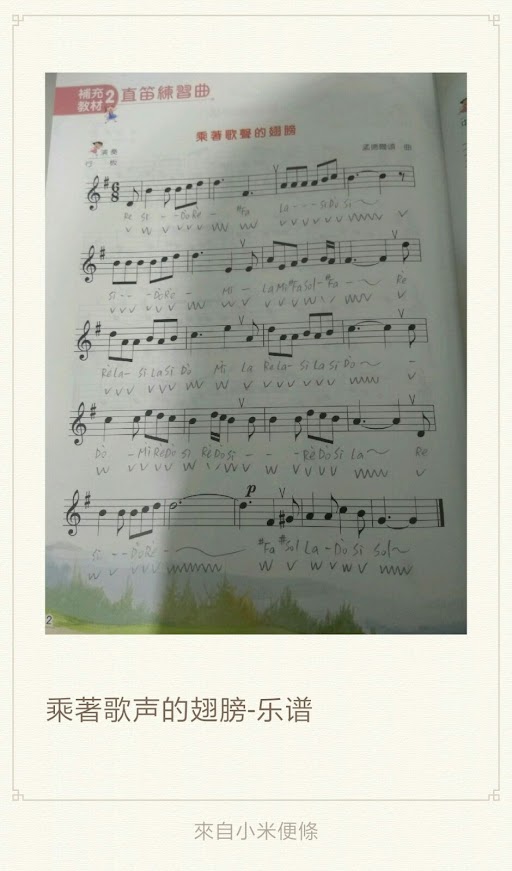 補充
教材 2 直笛練習曲
乘著歌聲的翅膀
孟德爾頌 曲
行板
Re Si - - Do Re - #Fa La - - - Si Do Si
Si - - - Do Re - Mi - La Mi #Fa Sol - #Fa - Re
Re La - Si La Si Do Mi La Re La - Si La Si Do -
Do - Mi Re Do Si Re Do Si - - - Re Do Si La Re
p
Si - - Do Re #Fa #Sol La - Do Si Sol
2
乘著歌声的翅膀-乐谱
來自小米便條